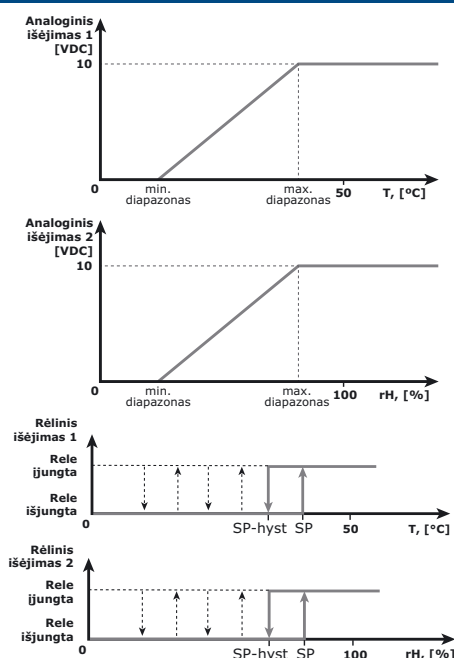 Analoginis
išėjimas 1
[VDC]
10
0
min.
diapazonas
max.
diapazonas
50
T, [ºC]
Analoginis
išėjimas 2
[VDC]
10
0
min.
diapazonas
max.
diapazonas
100
rH, [%]
Rėlinis
išėjimas 1
Rele
įjungta
Rele
išjungta
0
SP-hyst
SP
50
T, [°C]
Rėlinis
išėjimas 2
Rele
įjungta
Rele
išjungta
0
SP-hyst
SP
100
rH, [%]